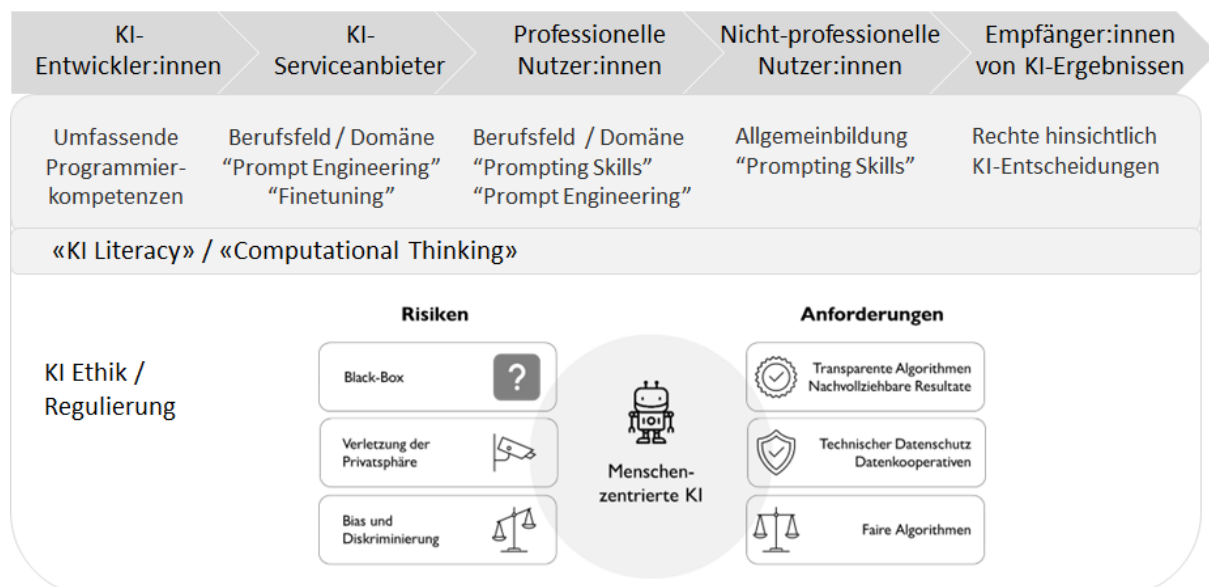 KI-
Entwickler:innen
KI-
Serviceanbieter
Professionelle
Nutzer:innen
Nicht-professionelle
Nutzer:innen
Empfänger:innen
von KI-Ergebnissen
Umfassende
Programmier-
kompetenzen
Berufsfeld / Domäne
“Prompt Engineering”
“Finetuning”
Berufsfeld / Domäne
“Prompting Skills”
“Prompt Engineering”
Allgemeinbildung
“Prompting Skills”
Rechte hinsichtlich
KI-Entscheidungen
«KI Literacy» / «Computational Thinking»
KI Ethik /
Regulierung
Risiken
Black-Box
?
Verletzung der
Privatsphäre
Bias und
Diskriminierung
Menschen-
zentrierte KI
Anforderungen
Transparente Algorithmen
Nachvollziehbare Resultate
Technischer Datenschutz
Datenkooperativen
Faire Algorithmen